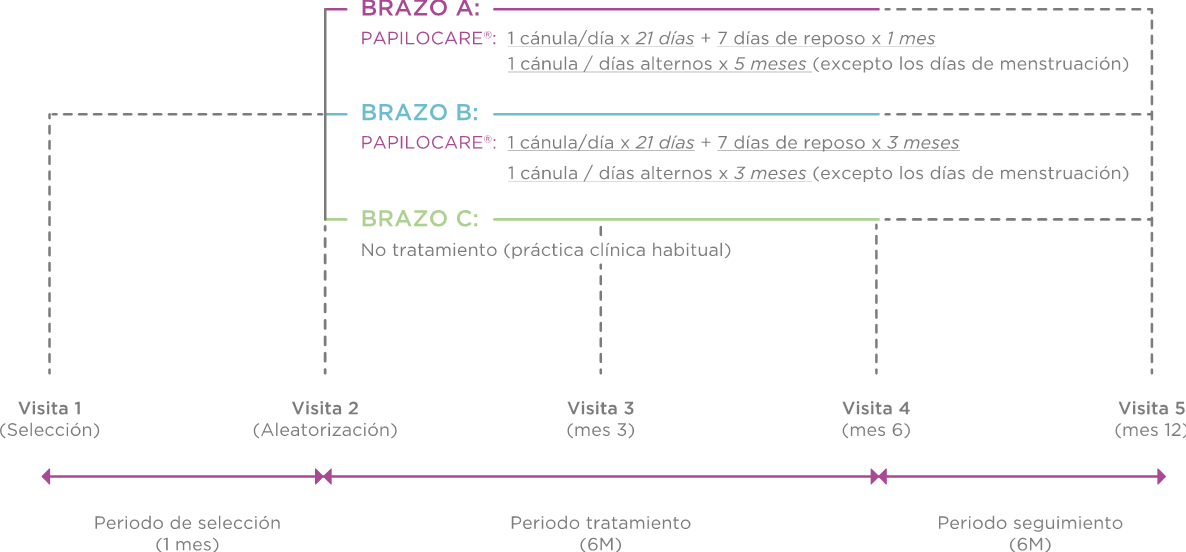 BRAZO A:
PAPILOCARE®: 1 cánula/día x 21 días + 7 días de reposo x 1 mes
1 cánula / días alternos x 5 meses (excepto los días de menstruación)
BRAZO B:
PAPILOCARE®: 1 cánula/día x 21 días + 7 días de reposo x 3 meses
1 cánula / días alternos x 3 meses (excepto los días de menstruación)
BRAZO C:
No tratamiento (práctica clínica habitual)
Visita 1 Visita 2 Visita 3 Visita 4 Visita 5
(Selección) (Aleatorización) (mes 3) (mes 6) (mes 12)
Periodo de selección Periodo tratamiento Periodo seguimiento
(1 mes) (6M) (6M)